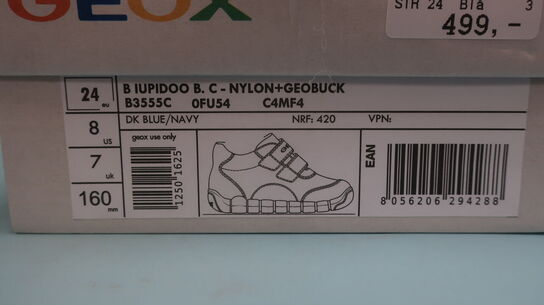 GEOX
STR 24 Blå 3
499,-
24 eu
B IUPIDOO B. C - NYLON+GEOBUCK
B3555C 0FU54 C4MF4
8 us
DK BLUE/NAVY NRF: 420 VPN:
geox use only
7 uk
1250 1625
EAN
160 mm
8 056206 294288